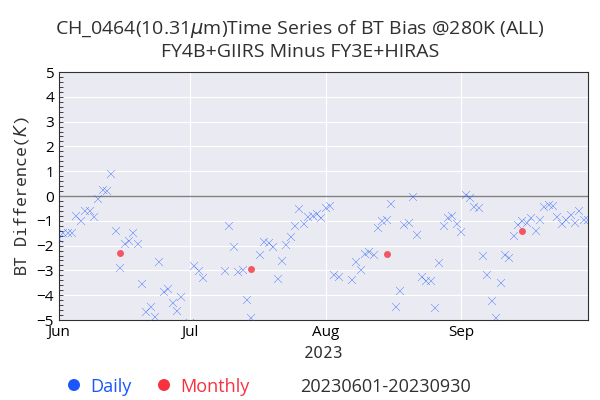 CH_0464(10.31μm)Time Series of BT Bias @280K (ALL)
FY4B+GIIRS Minus FY3E+HIRAS
BT Difference(K)
5
4
3
2
1
0
−1
−2
−3
−4
−5
Jun Jul Aug Sep
2023
Daily Monthly 20230601-20230930